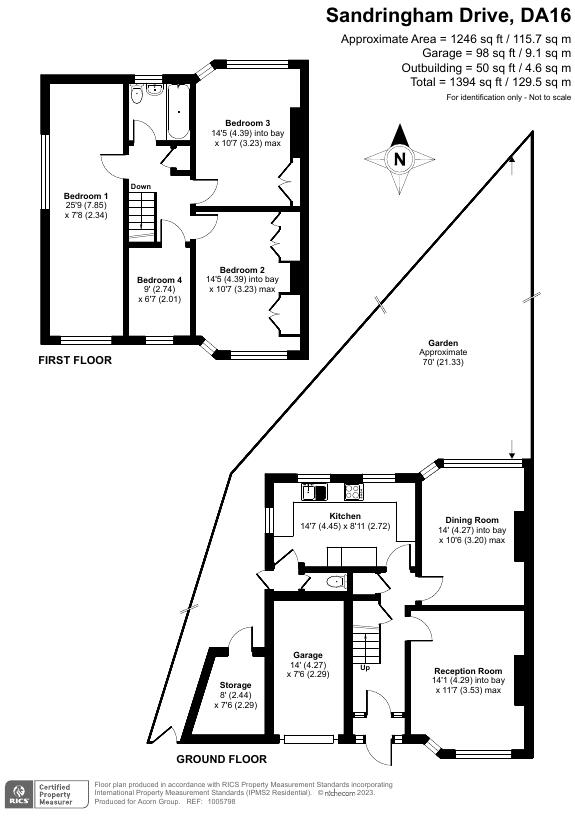 Sandringham Drive, DA16
Approximate Area = 1246 sq ft / 115.7 sq m
Garage = 98 sq ft / 9.1 sq m
Outbuilding = 50 sq ft / 4.6 sq m
Total = 1394 sq ft / 129.5 sq m
For identification only - Not to scale
N
Bedroom 3
14'5 (4.39) into bay
x 10'7 (3.23) max
Bedroom 1
25'9 (7.85)
x 7'8 (2.34)
Down
Bedroom 4
9' (2.74)
x 6'7 (2.01)
Bedroom 2
14'5 (4.39) into bay
x 10'7 (3.23) max
FIRST FLOOR
Garden
Approximate
70' (21.33)
Kitchen
14'7 (4.45) x 8'11 (2.72)
Dining Room
14' (4.27) into bay
x 10'6 (3.20) max
Garage
14' (4.27)
x 7'6 (2.29)
Up
Reception Room
14'1 (4.29) into bay
x 11'7 (3.53) max
Storage
8' (2.44)
x 7'6 (2.29)
GROUND FLOOR
RICS
Certified
Property
Measurer
Floor plan produced in accordance with RICS Property Measurement Standards incorporating
International Property Measurement Standards (IPMS2 Residential). © nichecom 2023.
Produced for Acorn Group. REF: 1005798